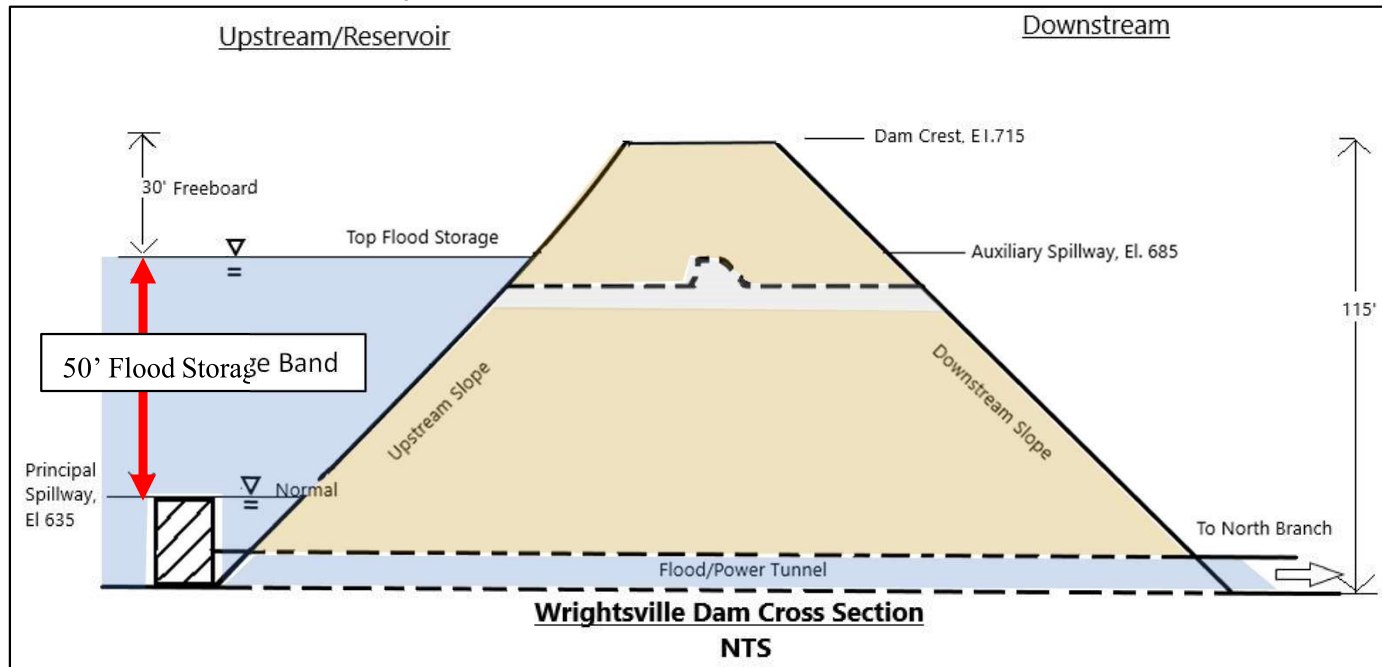 Upstream/Reservoir
Downstream
Dam Crest, El.715
30' Freeboard
Top Flood Storage
Auxiliary Spillway, El. 685
115'
50’ Flood Storage Band
Upstream Slope
Downstream Slope
Principal
Spillway,
El 635
Normal
To North Branch
Flood/Power Tunnel
Wrightsville Dam Cross Section
NTS